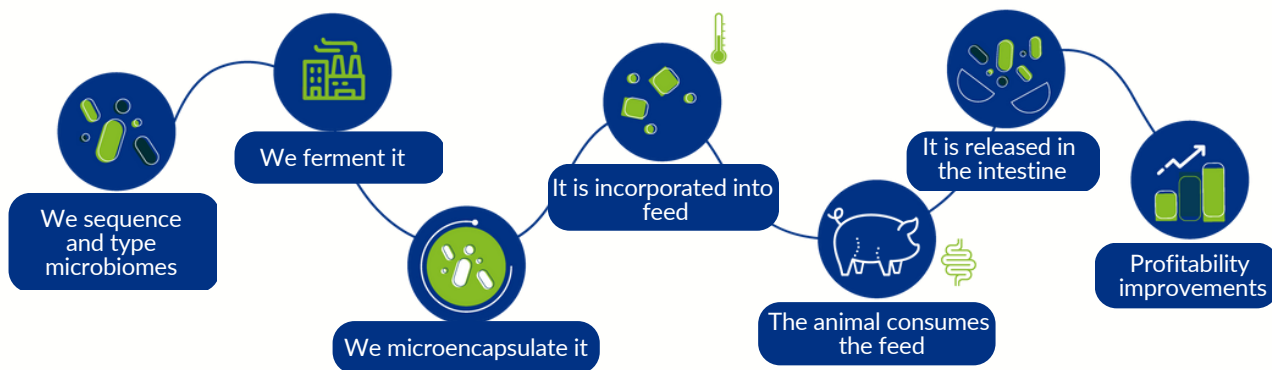 We sequence
and type
microbiomes
We ferment it
We microencapsulate it
It is incorporated into
feed
The animal consumes
the feed
It is released in
the intestine
Profitability
improvements